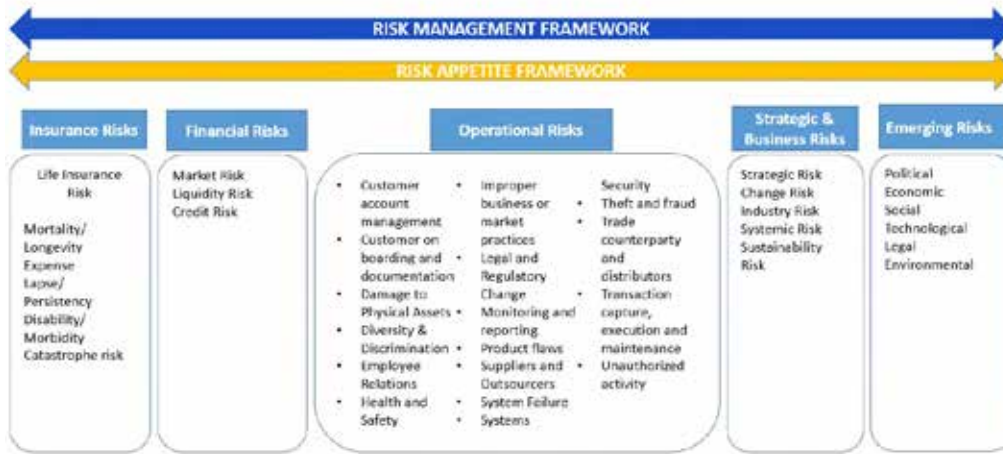 RISK MANAGEMENT FRAMEWORK
RISK APPETITE FRAMEWORK
Insurance Risks
Life Insurance
Risk
Mortality/
Longevity
Expense
Lapse/
Persistency
Disability/
Morbidity
Catastrophe risk
Financial Risks
Market Risk
Liquidity Risk
Credit Risk
Operational Risks
• Customer
account
management
• Customer on
boarding and
documentation
• Damage to
Physical Assets
• Diversity &
Discrimination
• Employee
Relations
• Health and
Safety
• Improper
business or
market
practices
• Legal and
Regulatory
Change
• Monitoring and
reporting
• Product flaws
• Suppliers and
Outsourcers
• System Failure
• Systems
Security
• Theft and fraud
• Trade
counterparty
and
distributors
• Transaction
capture,
execution and
maintenance
• Unauthorized
activity
Strategic &
Business Risks
Strategic Risk
Change Risk
Industry Risk
Systemic Risk
Sustainability
Risk
Emerging Risks
Political
Economic
Social
Technological
Legal
Environmental